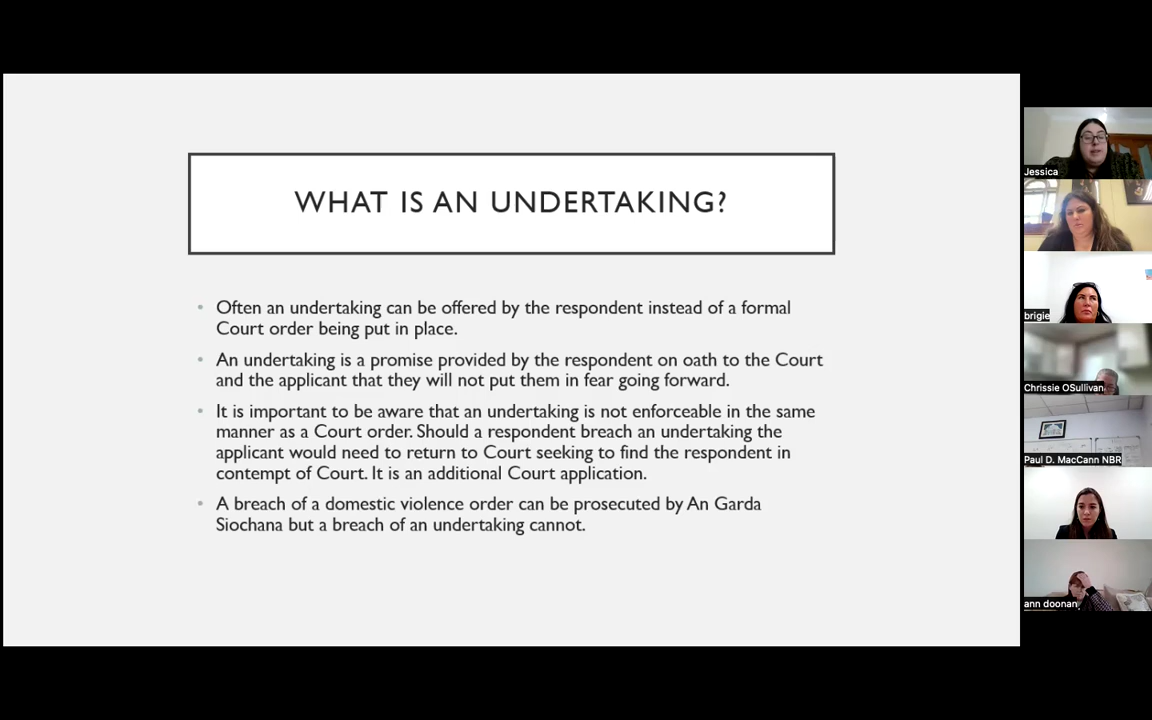 WHAT IS AN UNDERTAKING?
• Often an undertaking can be offered by the respondent instead of a formal
Court order being put in place.
• An undertaking is a promise provided by the respondent on oath to the Court
and the applicant that they will not put them in fear going forward.
• It is important to be aware that an undertaking is not enforceable in the same
manner as a Court order. Should a respondent breach an undertaking the
applicant would need to return to Court seeking to find the respondent in
contempt of Court. It is an additional Court application.
• A breach of a domestic violence order can be prosecuted by An Garda
Siochana but a breach of an undertaking cannot.
Jessica
brigie
Chrissie OSullivan
Paul D. MacCann NBR
ann doonan